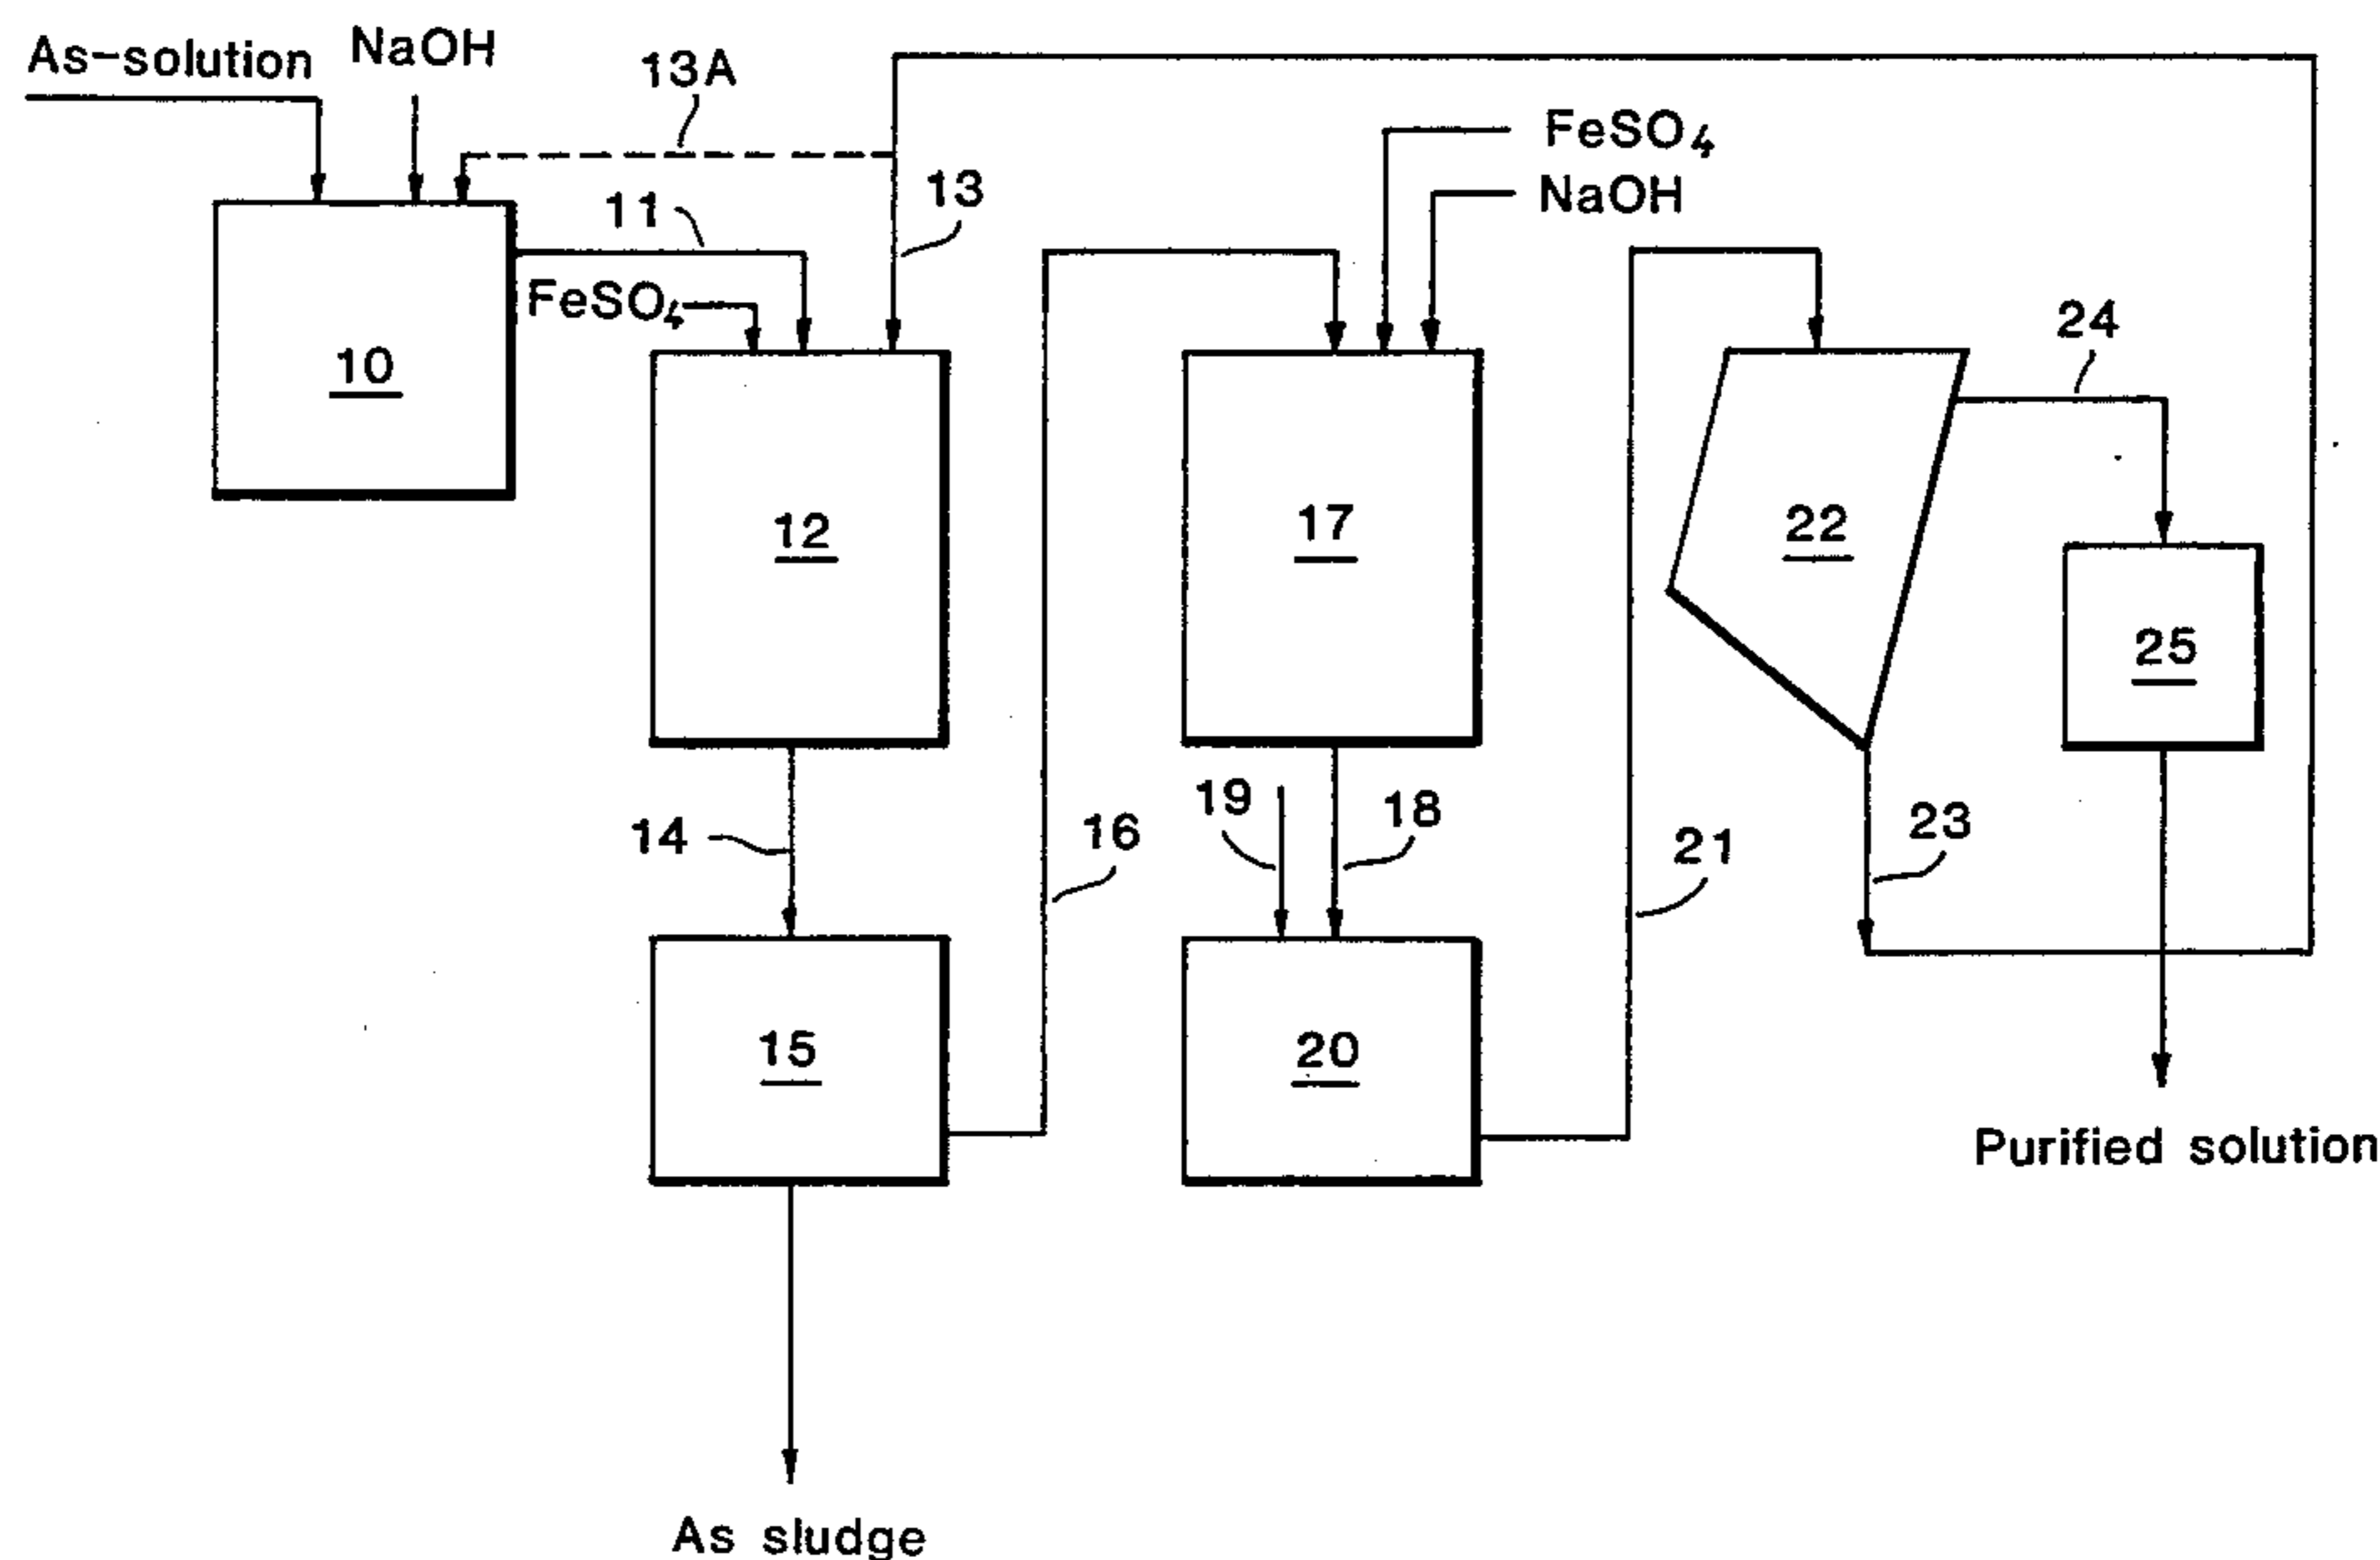 As-solution
NaOH
13A
FeSO4
NaOH
13
11
FeSO4
10
12
17
22
24
25
14
19
18
16
21
23
15
20
Purified solution
As sludge